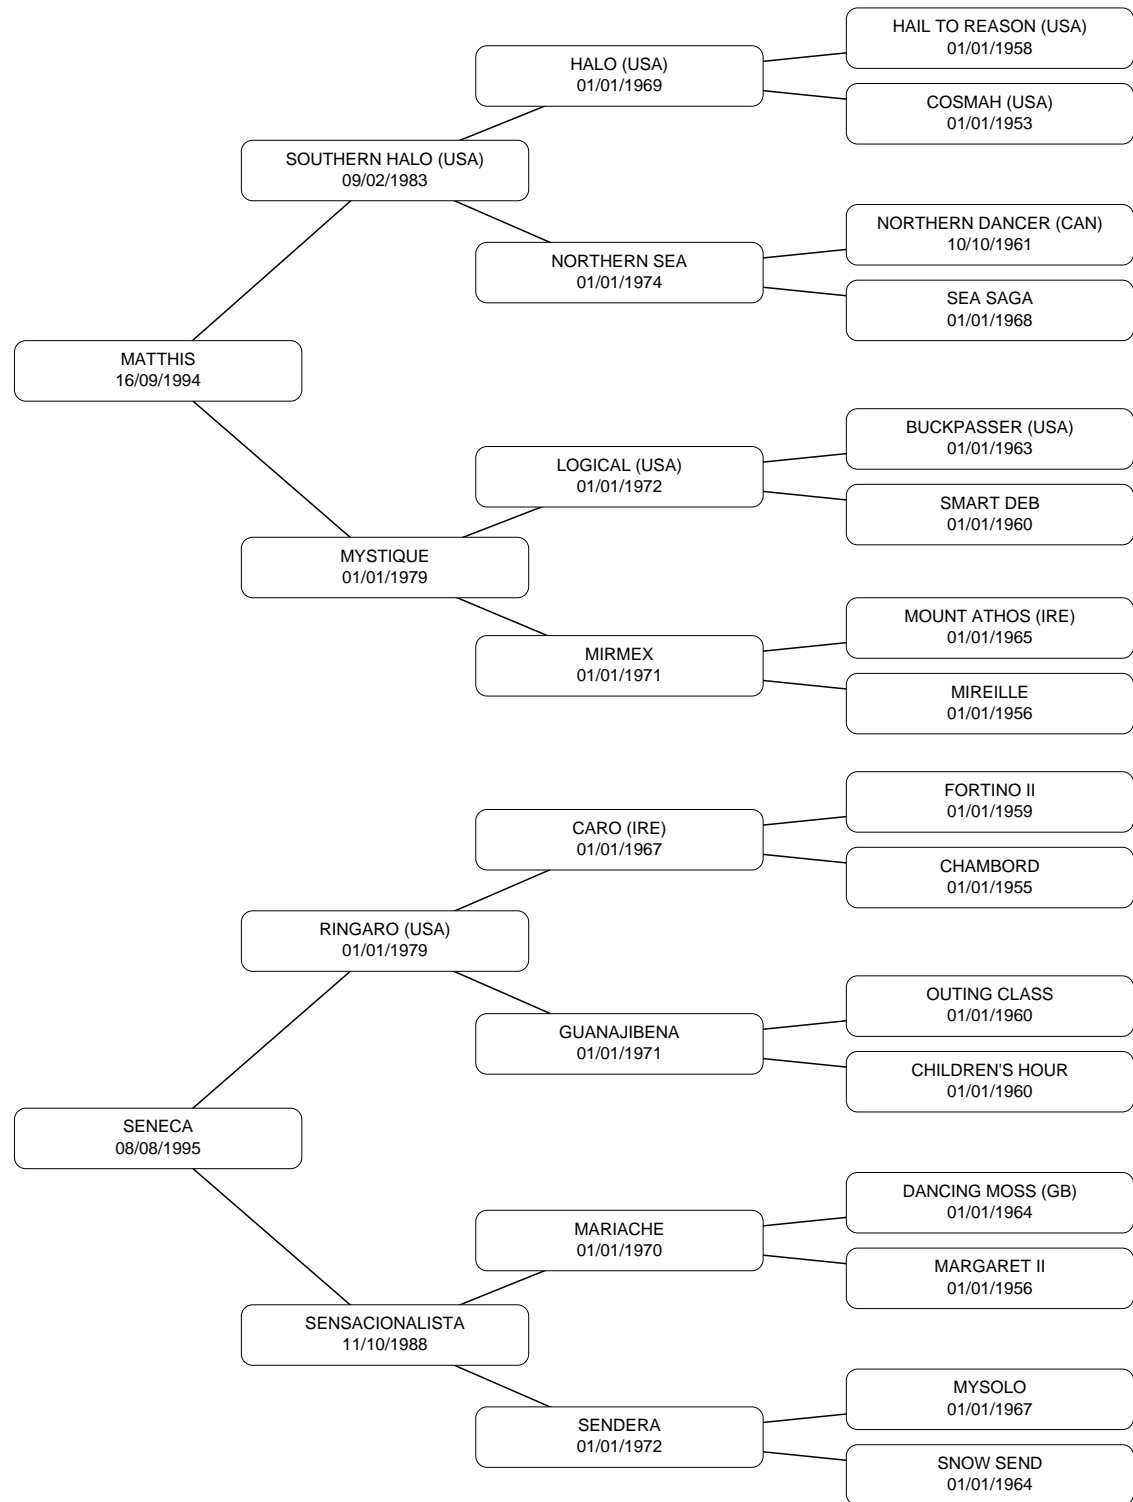 HAIL TO REASON (USA)
01/01/1958
HALO (USA)
01/01/1969
COSMAH (USA)
01/01/1953
SOUTHERN HALO (USA)
09/02/1983
NORTHERN DANCER (CAN)
10/10/1961
NORTHERN SEA
01/01/1974
SEA SAGA
01/01/1968
MATTHIS
16/09/1994
BUCKPASSER (USA)
01/01/1963
LOGICAL (USA)
01/01/1972
SMART DEB
01/01/1960
MYSTIQUE
01/01/1979
MOUNT ATHOS (IRE)
01/01/1965
MIRMEX
01/01/1971
MIREILLE
01/01/1956
FORTINO II
01/01/1959
CARO (IRE)
01/01/1967
CHAMBORD
01/01/1955
RINGARO (USA)
01/01/1979
OUTING CLASS
01/01/1960
GUANAJIBENA
01/01/1971
CHILDREN'S HOUR
01/01/1960
SENECA
08/08/1995
DANCING MOSS (GB)
01/01/1964
MARIACHE
01/01/1970
MARGARET II
01/01/1956
SENSACIONALISTA
11/10/1988
MYSOLO
01/01/1967
SENDERA
01/01/1972
SNOW SEND
01/01/1964